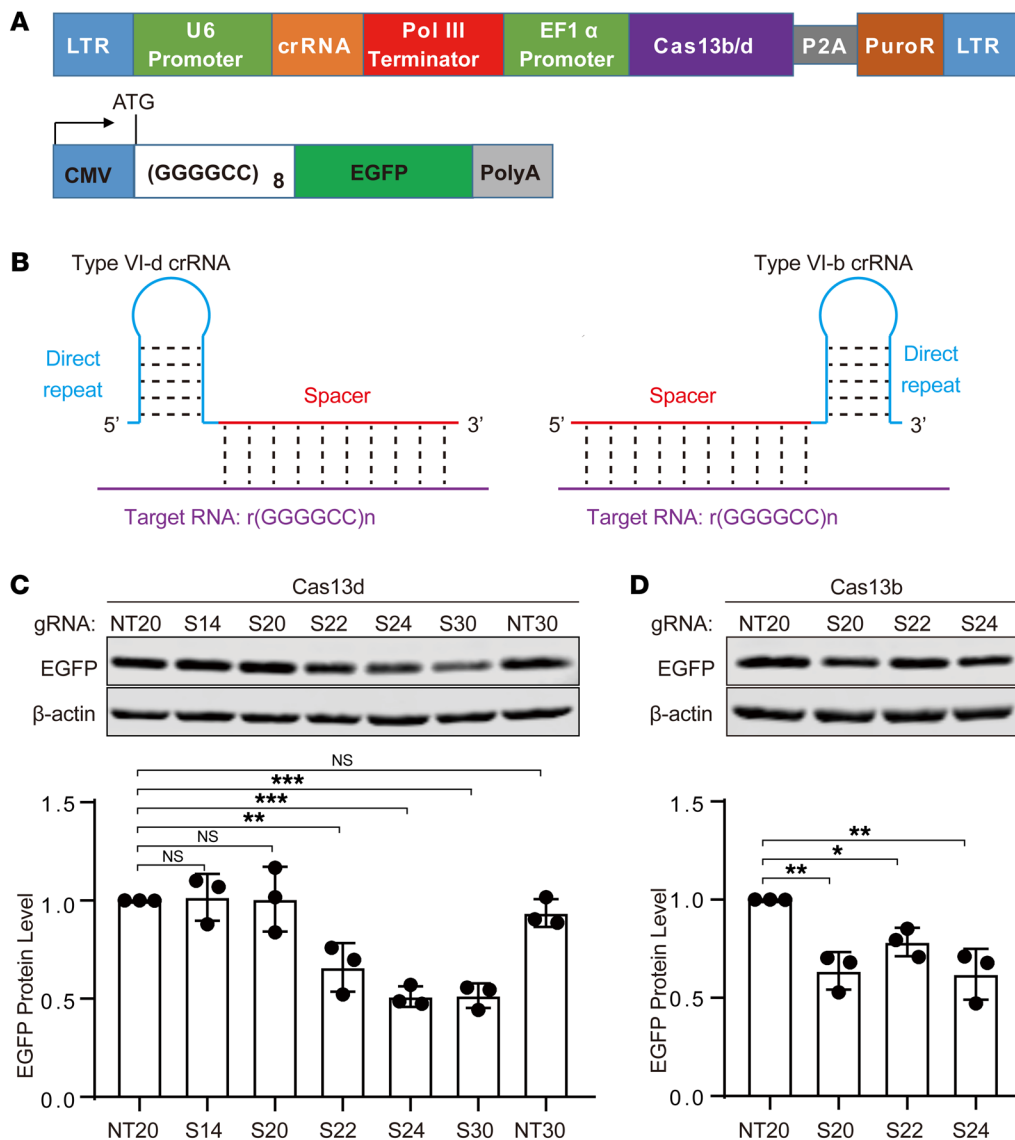 A
LTR U6 Promoter crRNA Pol III Terminator EF1 α Promoter Cas13b/d P2A PuroR LTR
ATG
CMV (GGGGCC) 8 EGFP PolyA
B
Type VI-d crRNA
Direct repeat
Spacer
5’ 3’
Target RNA: r(GGGGCC)n
Type VI-b crRNA
Spacer
Direct repeat
5’ 3’
Target RNA: r(GGGGCC)n
C
Cas13d
gRNA: NT20 S14 S20 S22 S24 S30 NT30
EGFP
β-actin
NS
***
***
**
NS
NS
EGFP Protein Level
1.5
1.0
0.5
0.0
NT20 S14 S20 S22 S24 S30 NT30
D
Cas13b
gRNA: NT20 S20 S22 S24
EGFP
β-actin
**
*
**
EGFP Protein Level
1.5
1.0
0.5
0.0
NT20 S20 S22 S24